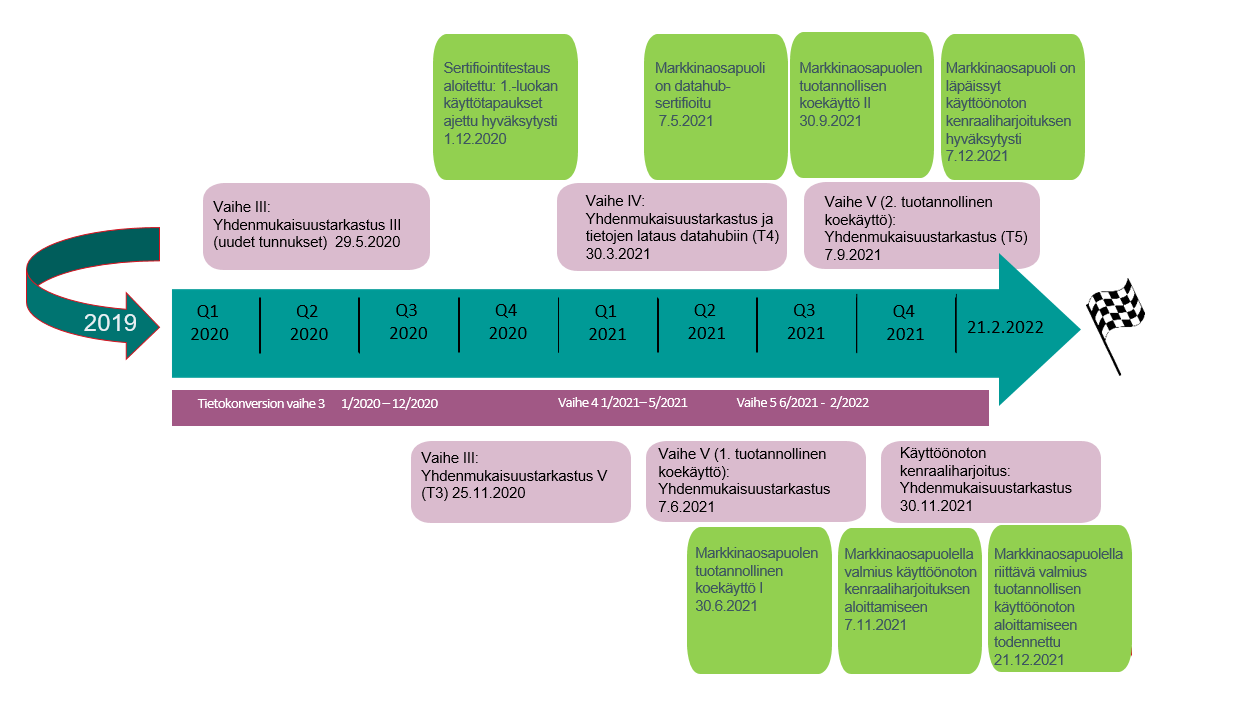 Sertifiointitestaus
aloitettu: 1.-luokan
käyttötapaukset
ajettu hyväksytysti
1.12.2020
Markkinaosapuoli
on datahub-
sertifioitu
7.5.2021
Markkinaosapuolen
tuotannollisen
koekäyttö II
30.9.2021
Markkinaosapuoli on
läpäissyt
käyttöönoton
kenraaliharjoituksen
hyväksytysti
7.12.2021
Vaihe III:
Yhdenmukaisuustarkastus III
(uudet tunnukset) 29.5.2020
Vaihe IV:
Yhdenmukaisuustarkastus ja
tietojen lataus datahubiin (T4)
30.3.2021
Vaihe V (2. tuotannollinen
koekäyttö):
Yhdenmukaisuustarkastus (T5)
7.9.2021
2019
Q1
2020
Q2
2020
Q3
2020
Q4
2020
Q1
2021
Q2
2021
Q3
2021
Q4
2021
21.2.2022
Tietokonversion vaihe 3 1/2020 – 12/2020
Vaihe 4 1/2021– 5/2021
Vaihe 5 6/2021 - 2/2022
Vaihe III:
Yhdenmukaisuustarkastus V
(T3) 25.11.2020
Vaihe V (1. tuotannollinen
koekäyttö):
Yhdenmukaisuustarkastus
7.6.2021
Käyttöönoton
kenraaliharjoitus:
Yhdenmukaisuustarkastus
30.11.2021
Markkinaosapuolen
tuotannollinen
koekäyttö I
30.6.2021
Markkinaosapuolella
valmius käyttöönoton
kenraaliharjoituksen
aloittamiseen
7.11.2021
Markkinaosapuolella
riittävä valmius
tuotannollisen
käyttöönoton
aloittamiseen
todennettu
21.12.2021